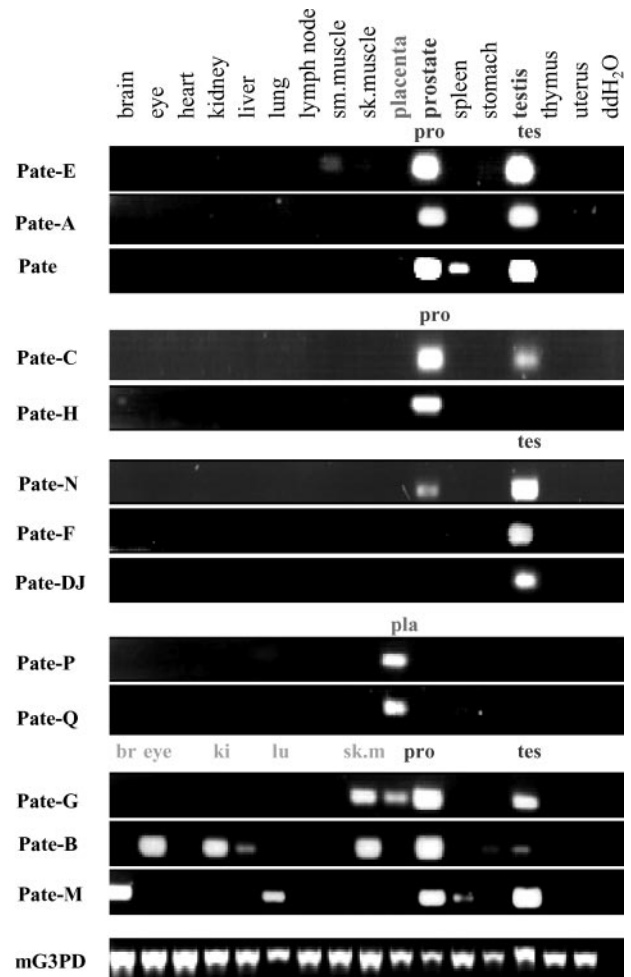 brain eye heart kidney liver lung lymph node sm.muscle sk.muscle placenta prostate spleen stomach testis thymus uterus ddH2O
pro tes
Pate-E
Pate-A
Pate
pro
Pate-C
Pate-H
tes
Pate-N
Pate-F
Pate-DJ
pla
Pate-P
Pate-Q
br eye ki lu sk.m pro tes
Pate-G
Pate-B
Pate-M
mG3PD